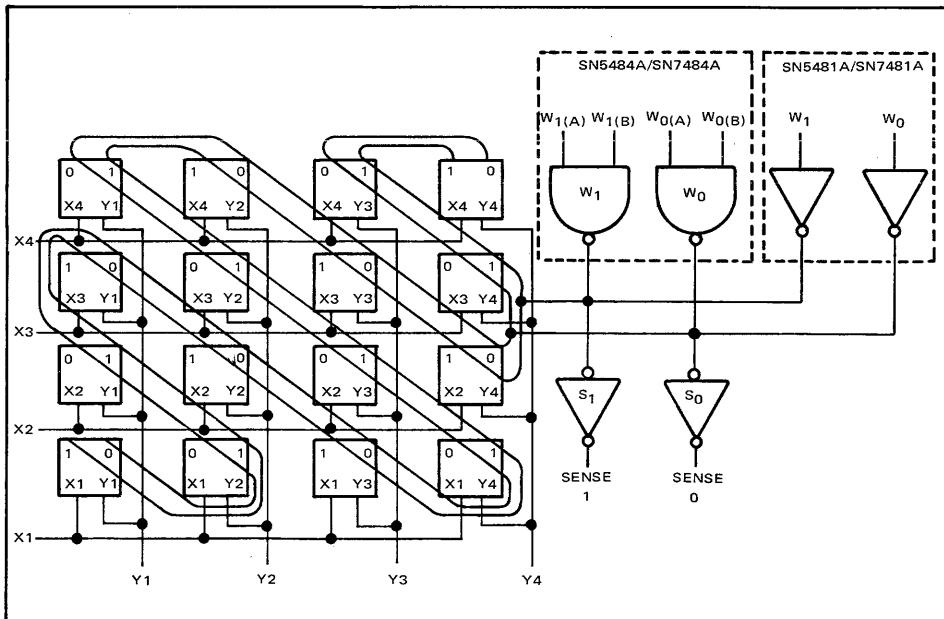 SN5484A/SN7484A SN5481A/SN7481A
W1(A) W1(B) W0(A) W0(B) W1 W0
0 1 1 0 0 1 1 0
W1 W0
X4 Y1 X4 Y2 X4 Y3 X4 Y4
X4
1 0 0 1 1 0 0 1
X3 Y1 X3 Y2 X3 Y3 X3 Y4
X3
0 1 1 0 0 1 1 0
X2 Y1 X2 Y2 X2 Y3 X2 Y4
S1 S0
X2
1 0 0 1 1 0 0 1
X1 Y1 X1 Y2 X1 Y3 X1 Y4
SENSE SENSE
1 0
X1
Y1 Y2 Y3 Y4